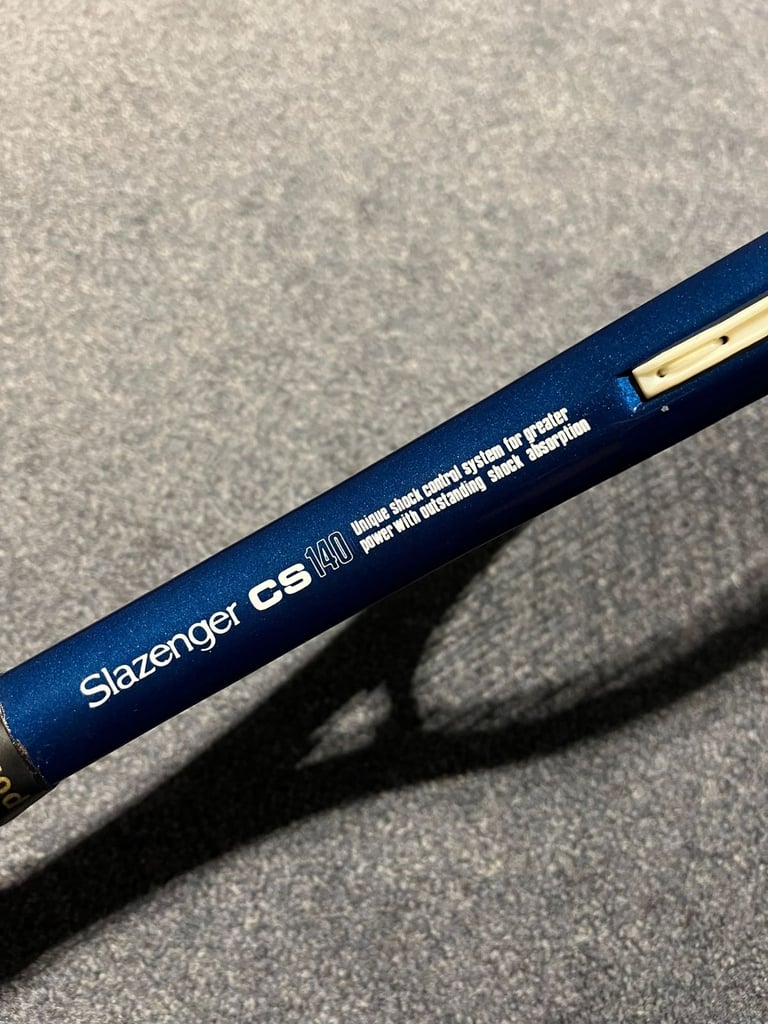 Slazenger CS 140
Unique shock control system for greater
power with outstanding shock absorption